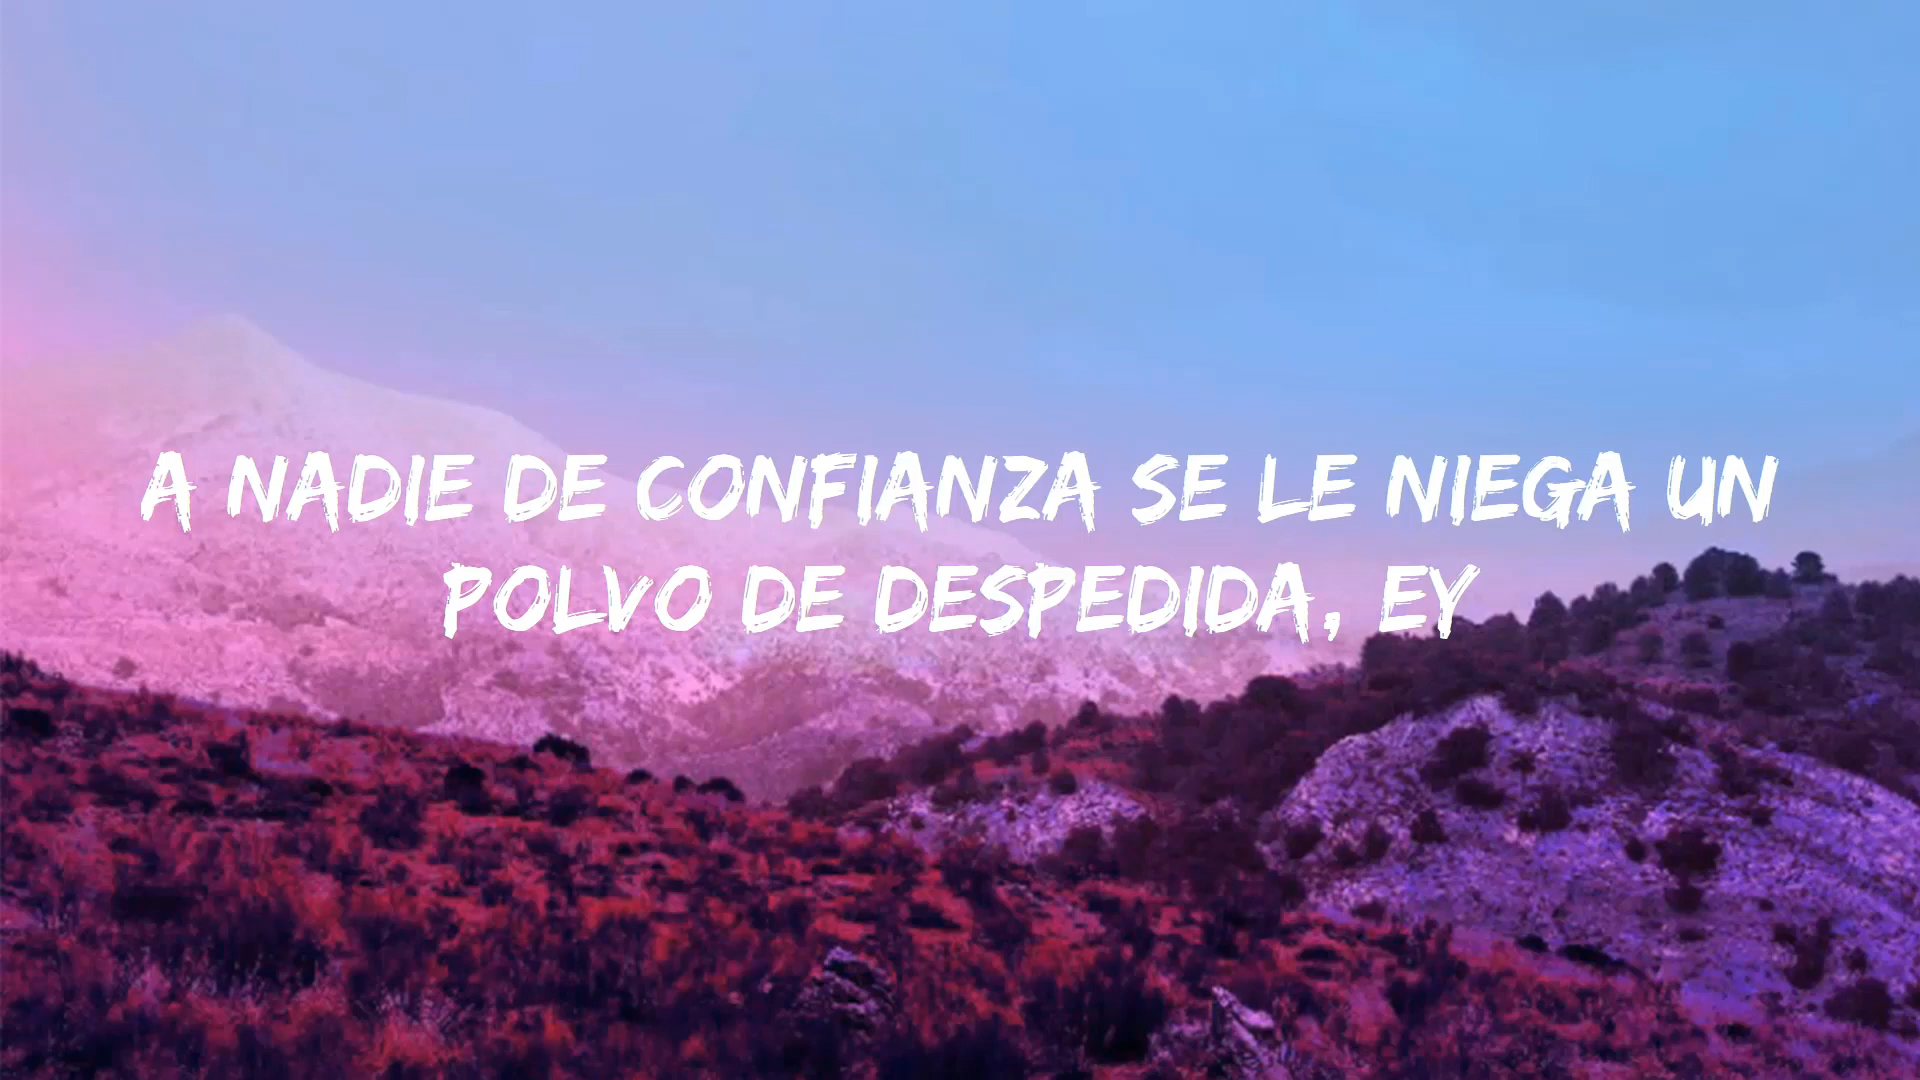 A NADIE DE CONFIANZA SE LE NIEGA UN
POLVO DE DESPEDIDA, EY